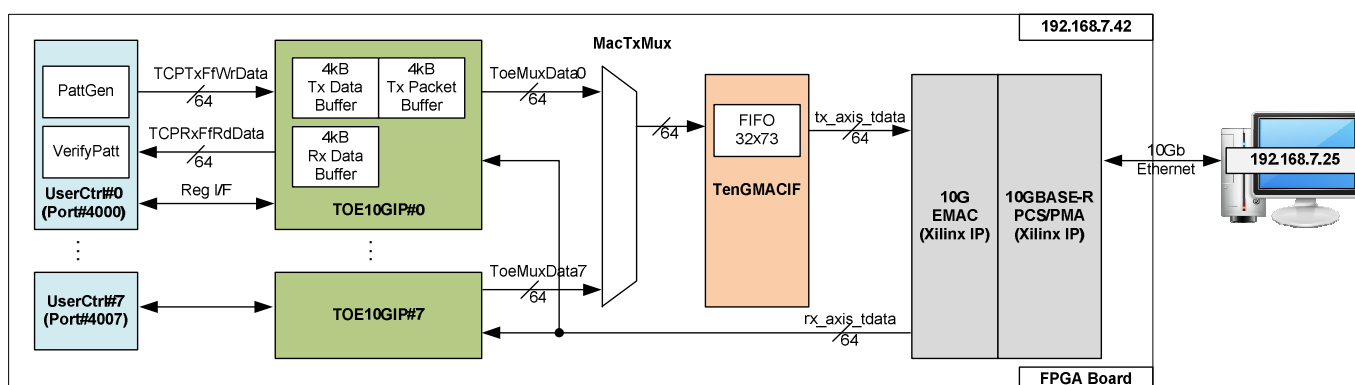 192.168.7.42
MacTxMux
PattGen
VerifyPatt
UserCtrl#0
(Port#4000)
TCPTxFfWrData
64
TCPRxFfRdData
64
Reg I/F
4kB
Tx Data
Buffer
4kB
Tx Packet
Buffer
4kB
Rx Data
Buffer
TOE10GIP#0
ToeMuxData0
64
64
FIFO
32x73
TenGMACIF
tx_axis_tdata
64
10G
EMAC
(Xilinx IP)
10GBASE-R
PCS/PMA
(Xilinx IP)
10Gb
Ethernet
192.168.7.25
UserCtrl#7
(Port#4007)
TOE10GIP#7
ToeMuxData7
64
rx_axis_tdata
64
FPGA Board